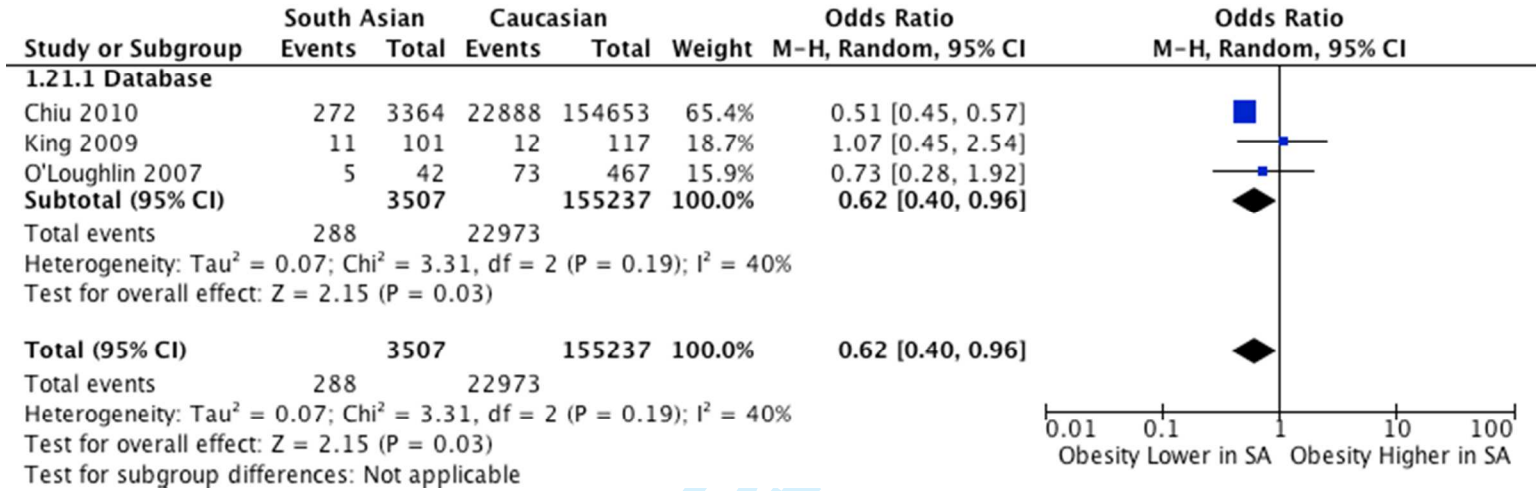 South Asian Caucasian Odds Ratio Odds Ratio
Study or Subgroup Events Total Events Total Weight M-H, Random, 95% CI M-H, Random, 95% CI
1.21.1 Database
Chiu 2010 272 3364 22888 154653 65.4% 0.51 [0.45, 0.57]
King 2009 11 101 12 117 18.7% 1.07 [0.45, 2.54]
O'Loughlin 2007 5 42 73 467 15.9% 0.73 [0.28, 1.92]
Subtotal (95% CI) 3507 155237 100.0% 0.62 [0.40, 0.96]
Total events 288 22973
Heterogeneity: Tau² = 0.07; Chi² = 3.31, df = 2 (P = 0.19); I² = 40%
Test for overall effect: Z = 2.15 (P = 0.03)
Total (95% CI) 3507 155237 100.0% 0.62 [0.40, 0.96]
Total events 288 22973
Heterogeneity: Tau² = 0.07; Chi² = 3.31, df = 2 (P = 0.19); I² = 40%
Test for overall effect: Z = 2.15 (P = 0.03)
Test for subgroup differences: Not applicable
0.01 0.1 1 10 100
Obesity Lower in SA Obesity Higher in SA